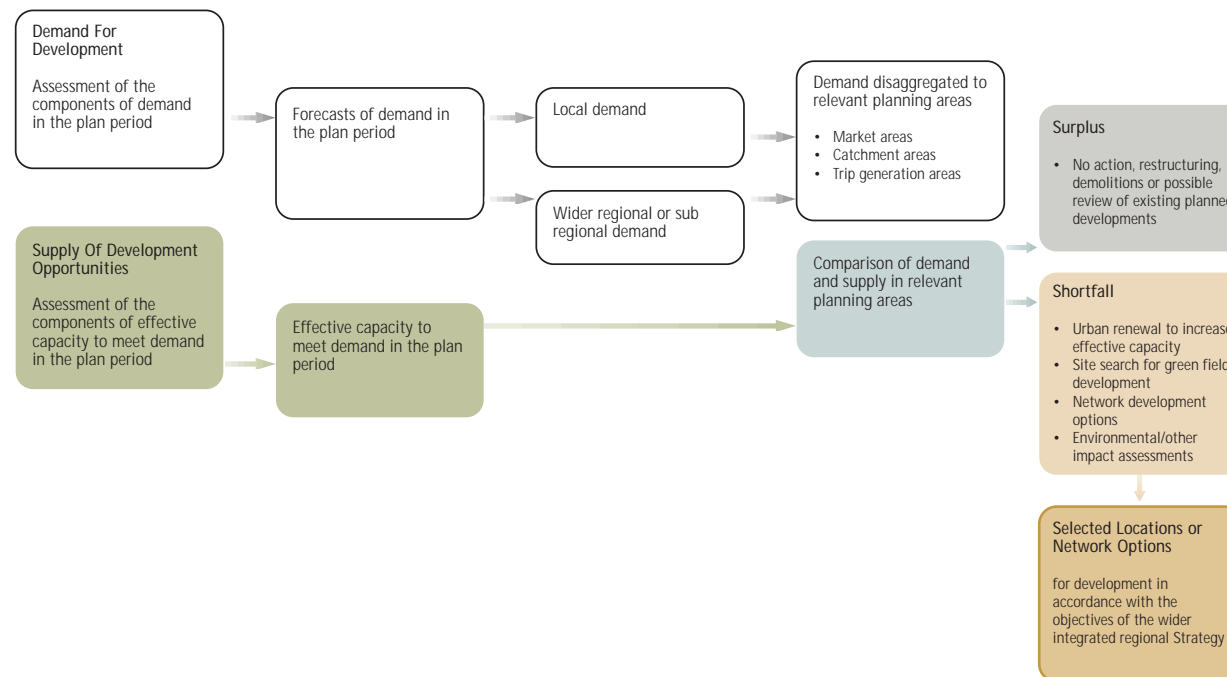 Demand For
Development
Assessment of the
components of demand
in the plan period
Forecasts of demand in
the plan period
Local demand
Wider regional or sub
regional demand
Demand disaggregated to
relevant planning areas
• Market areas
• Catchment areas
• Trip generation areas
Supply Of Development
Opportunities
Assessment of the
components of effective
capacity to meet demand
in the plan period
Effective capacity to
meet demand in the plan
period
Comparison of demand
and supply in relevant
planning areas
Surplus
• No action, restructuring,
demolitions or possible
review of existing planned
developments
Shortfall
• Urban renewal to increase
effective capacity
• Site search for green field
development
• Network development
options
• Environmental/other
impact assessments
Selected Locations or
Network Options
for development in
accordance with the
objectives of the wider
integrated regional Strategy